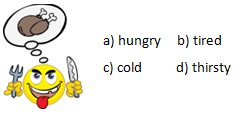 a) hungry b) tired
c) cold d) thirsty